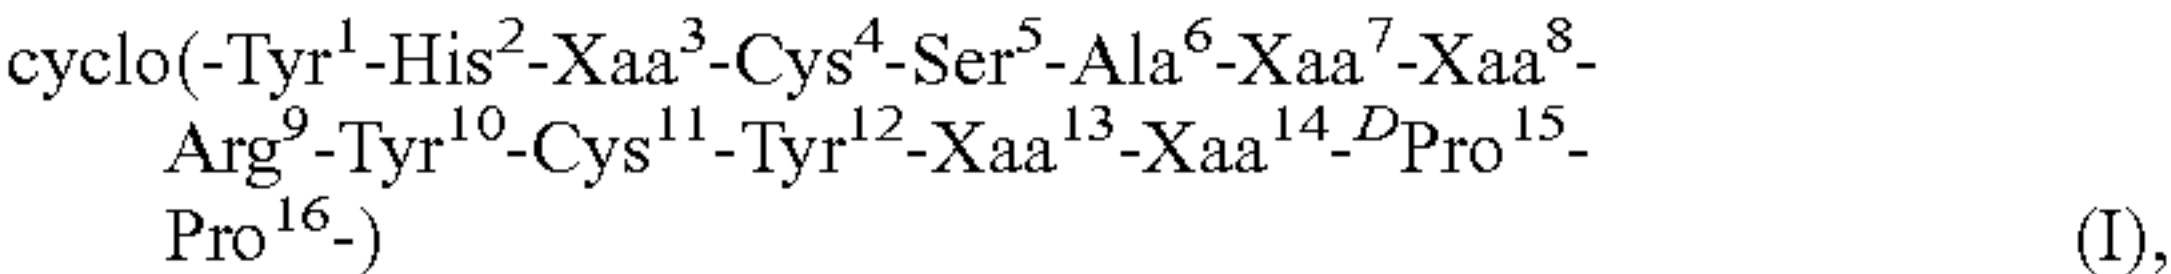 cyclo(-Tyr¹-His²-Xaa³-Cys⁴-Ser⁵-Ala⁶-Xaa⁷-Xaa⁸-
Arg⁹-Tyr¹⁰-Cys¹¹-Tyr¹²-Xaa¹³-Xaa¹⁴-ᴰPro¹⁵-
Pro¹⁶-) (I),